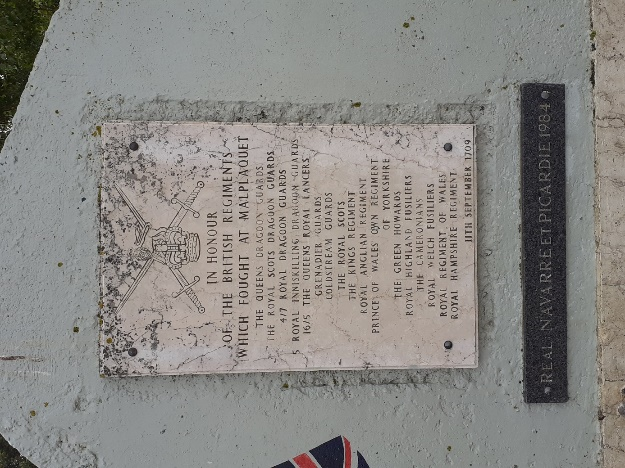 IN HONOUR
OF THE BRITISH REGIMENTS
WHICH FOUGHT AT MALPLAQUET
THE QUEENS DRAGOON GUARDS
THE ROYAL SCOTS DRAGOON GUARDS
4/7 ROYAL DRAGOON GUARDS
5 ROYAL INNISKILLING DRAGOON GUARDS
16/5 THE QUEENS ROYAL LANCERS
GRENADIER GUARDS
COLDSTREAM GUARDS
THE ROYAL SCOTS
THE KINGS REGIMENT
ROYAL ANGLIAN REGIMENT
PRINCE OF WALES OWN REGIMENT
OF YORKSHIRE
THE GREEN HOWARDS
ROYAL HIGHLAND FUSILIERS
THE CAMERONIANS
ROYAL WELCH FUSILIERS
ROYAL REGIMENT OF WALES
ROYAL HAMPSHIRE REGIMENT
11TH SEPTEMBER 1709
REAL: NAVARRE ET PICARDIE 1984